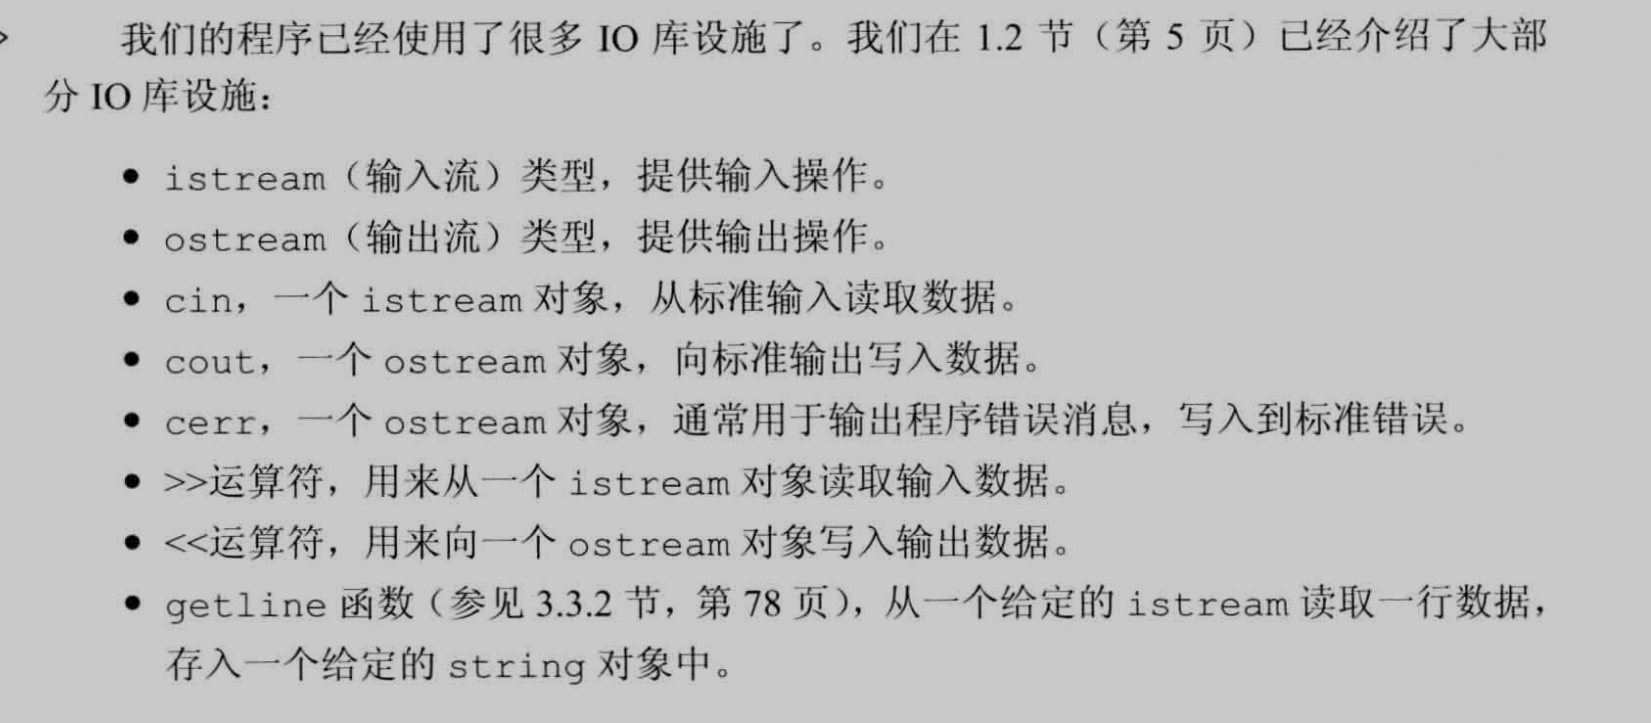 我们的程序已经使用了很多 IO 库设施了。我们在 1.2 节（第 5 页）已经介绍了大部
分 IO 库设施：
● istream（输入流）类型，提供输入操作。
● ostream（输出流）类型，提供输出操作。
● cin，一个 istream 对象，从标准输入读取数据。
● cout，一个 ostream 对象，向标准输出写入数据。
● cerr，一个 ostream 对象，通常用于输出程序错误消息，写入到标准错误。
● >>运算符，用来从一个 istream 对象读取输入数据。
● <<运算符，用来向一个 ostream 对象写入输出数据。
● getline 函数（参见 3.3.2 节，第 78 页），从一个给定的 istream 读取一行数据，
存入一个给定的 string 对象中。